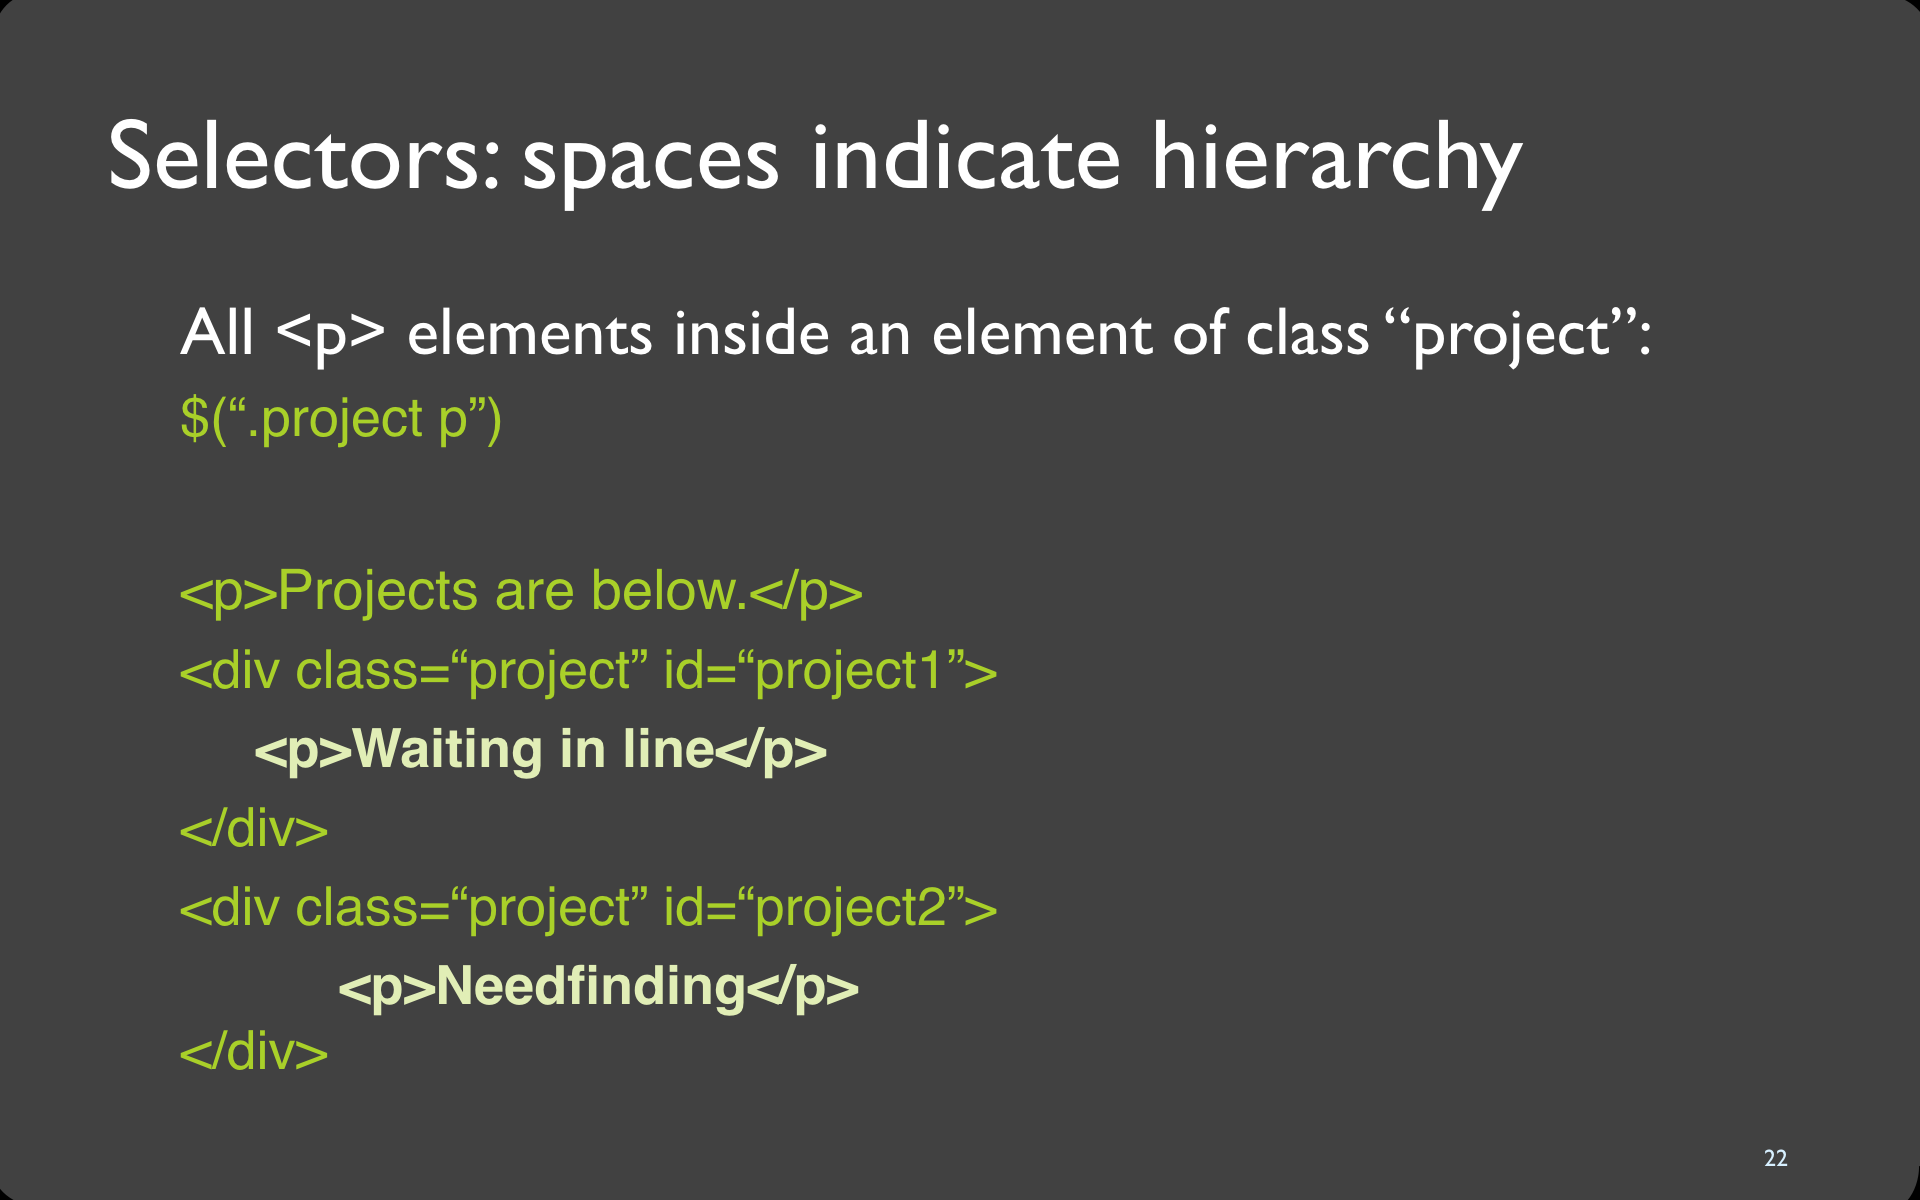 Selectors: spaces indicate hierarchy
All <p> elements inside an element of class “project”:
$(“.project p”)
<p>Projects are below.</p>
<div class=“project” id=“project1”>
<p>Waiting in line</p>
</div>
<div class=“project” id=“project2”>
<p>Needfinding</p>
</div>
22